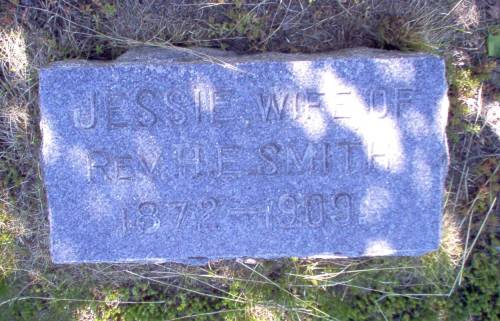 JESSIE WIFE OF
REV. H.E. SMITH
1872-1909.